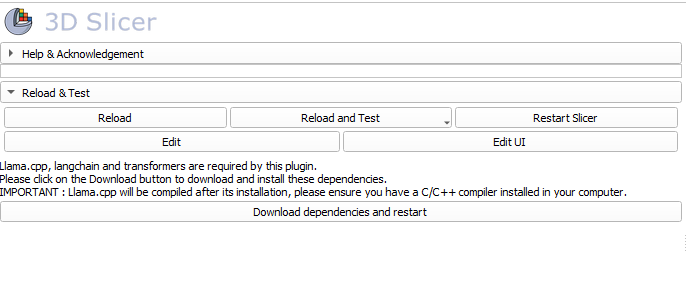 3D Slicer
Help & Acknowledgement
Reload & Test
Reload
Reload and Test
Restart Slicer
Edit
Edit UI
Llama.cpp, langchain and transformers are required by this plugin.
Please click on the Download button to download and install these dependencies.
IMPORTANT : Llama.cpp will be compiled after its installation, please ensure you have a C/C++ compiler installed in your computer.
Download dependencies and restart